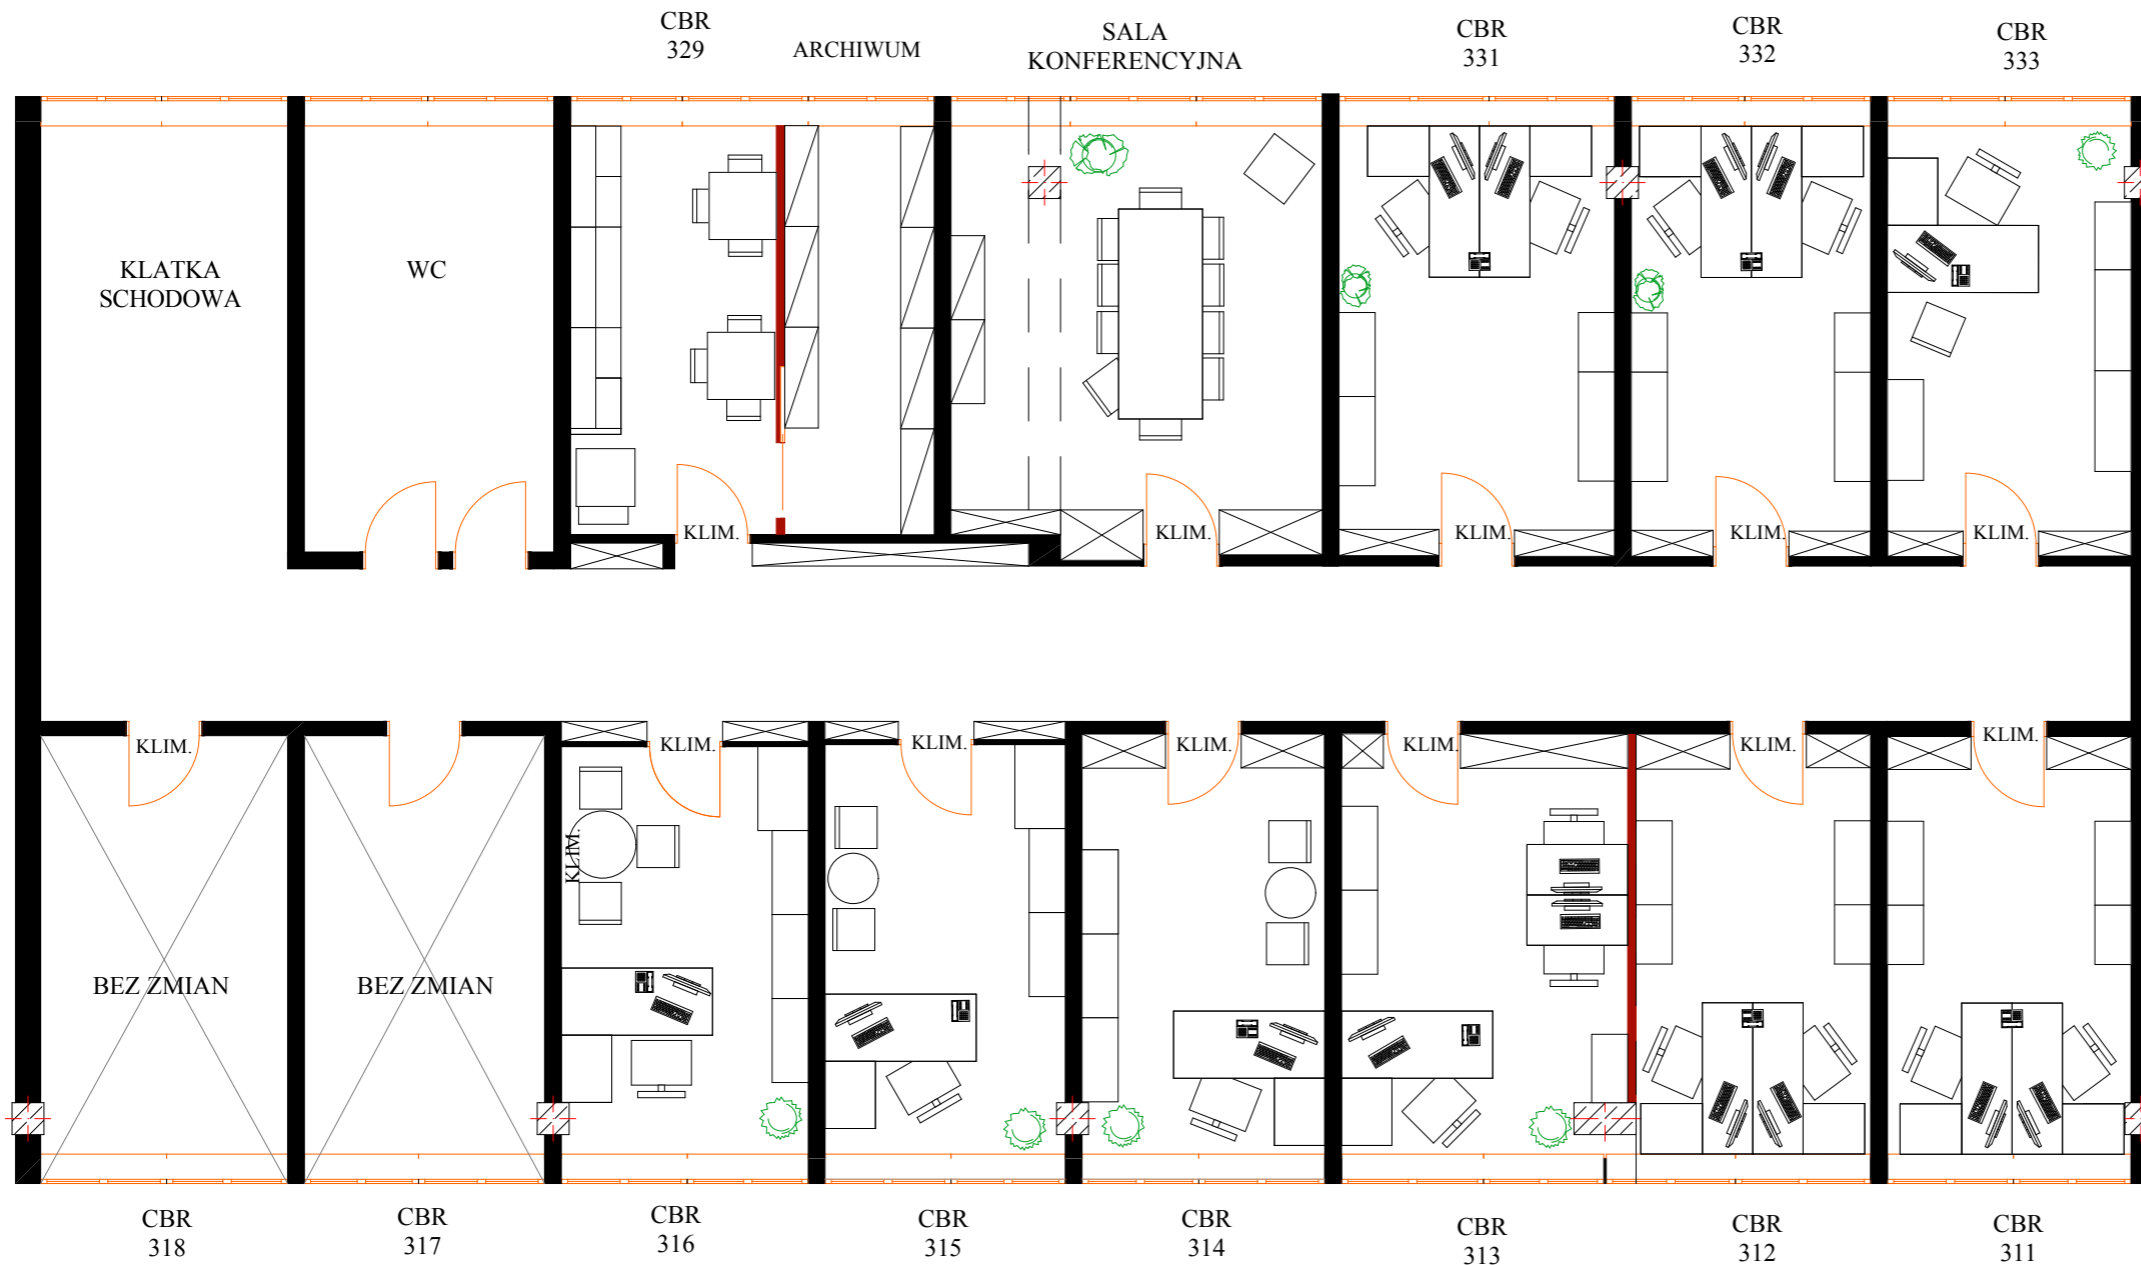 CBR
329
ARCHIWUM
SALA
KONFERENCYJNA
CBR
331
CBR
332
CBR
333
KLATKA
SCHODOWA
WC
KLIM.
KLIM.
KLIM.
KLIM.
KLIM.
KLIM.
KLIM.
KLIM.
KLIM.
KLIM.
KLIM.
KLIM.
KLIM.
BEZ ZMIAN
BEZ ZMIAN
CBR
318
CBR
317
CBR
316
CBR
315
CBR
314
CBR
313
CBR
312
CBR
311